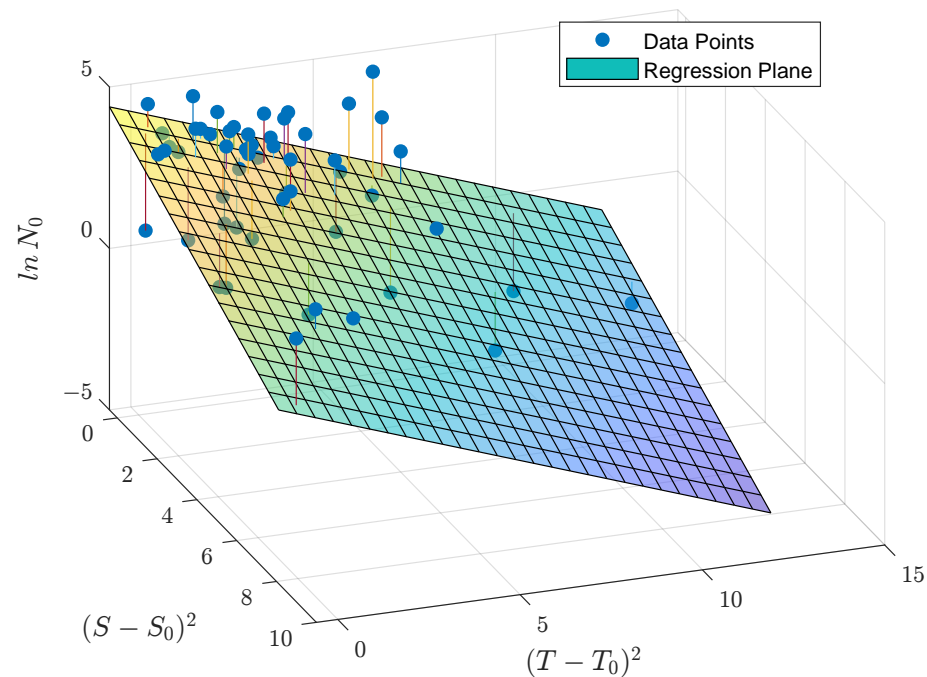 Data Points
Regression Plane
5
0
−5
ln N₀
0
2
4
6
8
10
(S − S₀)²
0
5
10
15
(T − T₀)²